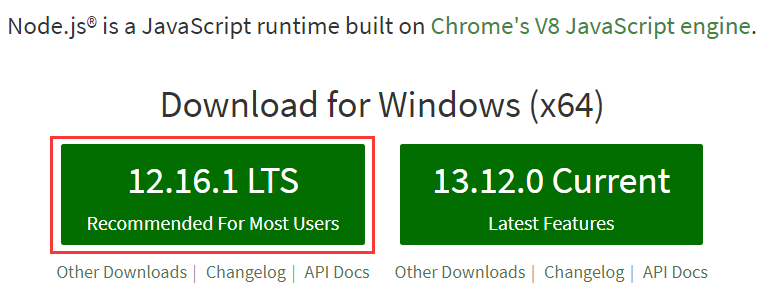 Node.js® is a JavaScript runtime built on Chrome's V8 JavaScript engine.
Download for Windows (x64)
12.16.1 LTS
Recommended For Most Users
13.12.0 Current
Latest Features
Other Downloads | Changelog | API Docs
Other Downloads | Changelog | API Docs